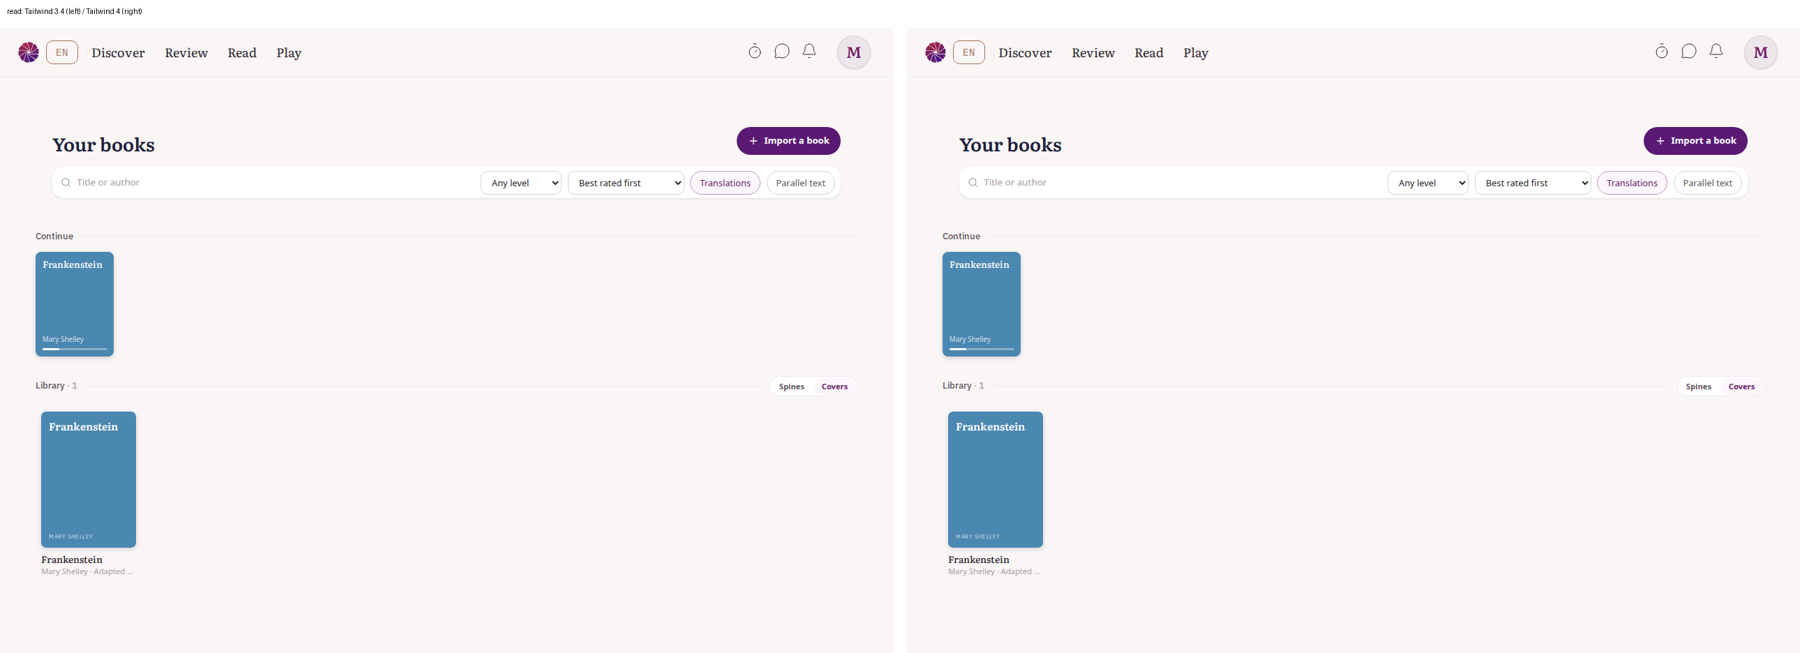 read: Tailwind 3.4 (left) / Tailwind 4 (right)
EN Discover Review Read Play M
Your books
+ Import a book
Title or author Any level Best rated first Translations Parallel text
Continue
Frankenstein
Mary Shelley
Library · 1 Spines Covers
Frankenstein
MARY SHELLEY
Frankenstein
Mary Shelley · Adapted ...
EN Discover Review Read Play M
Your books
+ Import a book
Title or author Any level Best rated first Translations Parallel text
Continue
Frankenstein
Mary Shelley
Library · 1 Spines Covers
Frankenstein
MARY SHELLEY
Frankenstein
Mary Shelley · Adapted ...